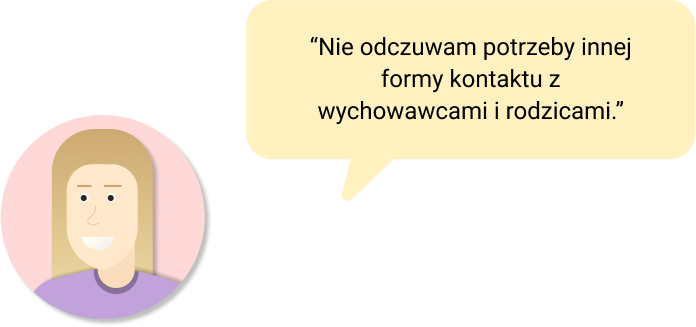 “Nie odczuwam potrzeby innej
formy kontaktu z
wychowawcami i rodzicami.”